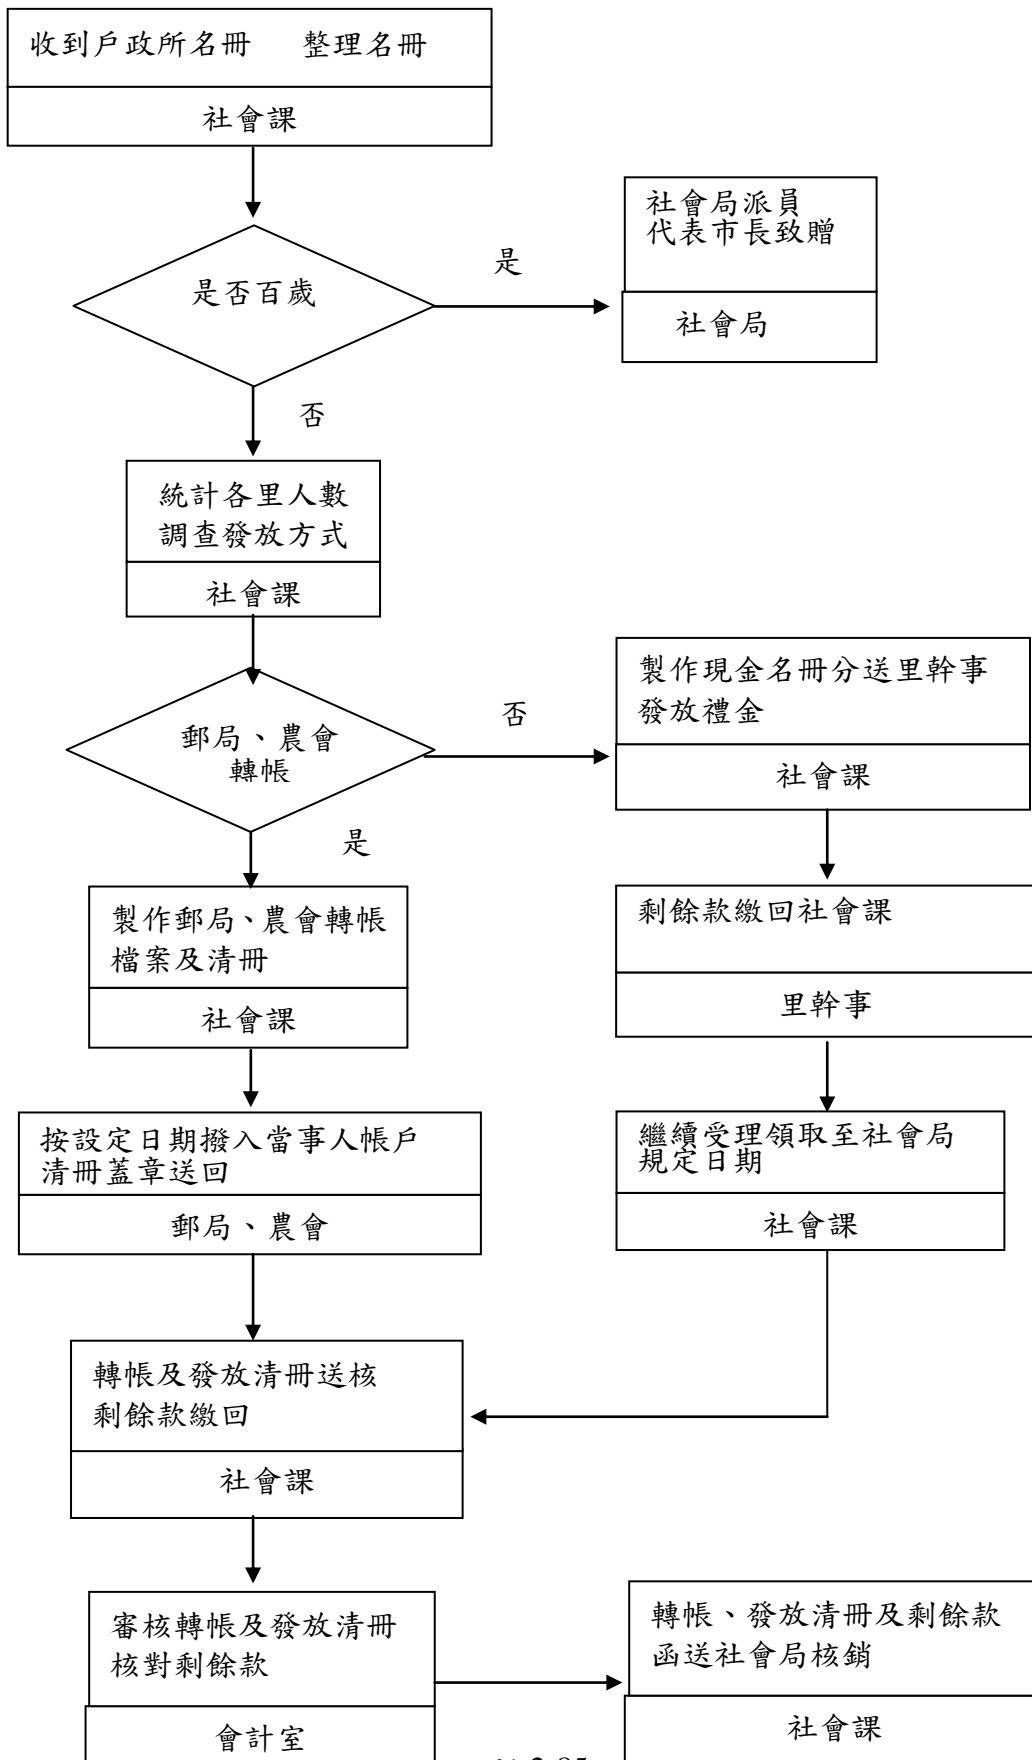 收到戶政所名冊　整理名冊
社會課
社會局派員
代表市長致贈
社會局
是否百歲
是
否
統計各里人數
調查發放方式
社會課
郵局、農會
轉帳
否
是
製作現金名冊分送里幹事
發放禮金
社會課
製作郵局、農會轉帳
檔案及清冊
社會課
剩餘款繳回社會課
里幹事
按設定日期撥入當事人帳戶
清冊蓋章送回
郵局、農會
繼續受理領取至社會局
規定日期
社會課
轉帳及發放清冊送核
剩餘款繳回
社會課
審核轉帳及發放清冊
核對剩餘款
會計室
轉帳、發放清冊及剩餘款
函送社會局核銷
社會課